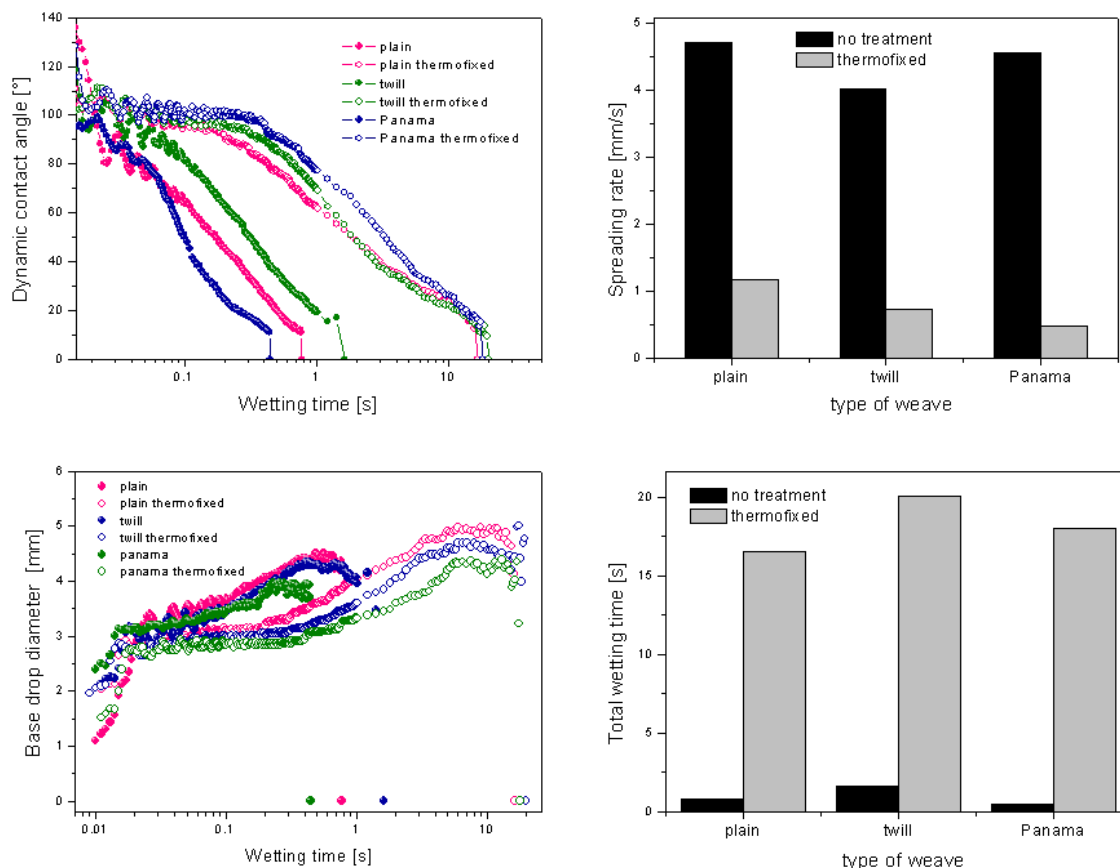 140
120
100
80
60
40
20
0
Dynamic contact angle [°]
plain
plain thermofixed
twill
twill thermofixed
Panama
Panama thermofixed
0.1
1
10
Wetting time [s]
5
4
3
2
1
0
Spreading rate [mm/s]
no treatment
thermofixed
plain
twill
Panama
type of weave
6
5
4
3
2
1
0
Base drop diameter [mm]
plain
plain thermofixed
twill
twill thermofixed
panama
panama thermofixed
0.01
0.1
1
10
Wetting time [s]
20
15
10
5
0
Total wetting time [s]
no treatment
thermofixed
plain
twill
Panama
type of weave